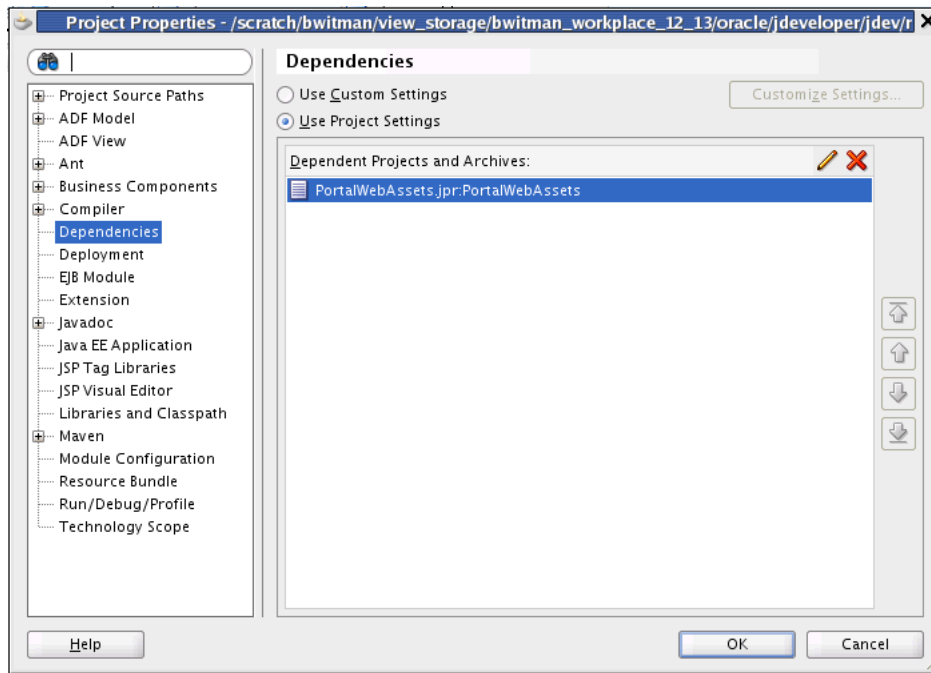 Project Properties - /scratch/bwitman/view_storage/bwitman_workplace_12_13/oracle/jdeveloper/jdev/r
Project Source Paths
ADF Model
ADF View
Ant
Business Components
Compiler
Dependencies
Deployment
EJB Module
Extension
Javadoc
Java EE Application
JSP Tag Libraries
JSP Visual Editor
Libraries and Classpath
Maven
Module Configuration
Resource Bundle
Run/Debug/Profile
Technology Scope
Dependencies
Use Custom Settings
Customize Settings...
Use Project Settings
Dependent Projects and Archives:
PortalWebAssets.jpr:PortalWebAssets
Help
OK
Cancel